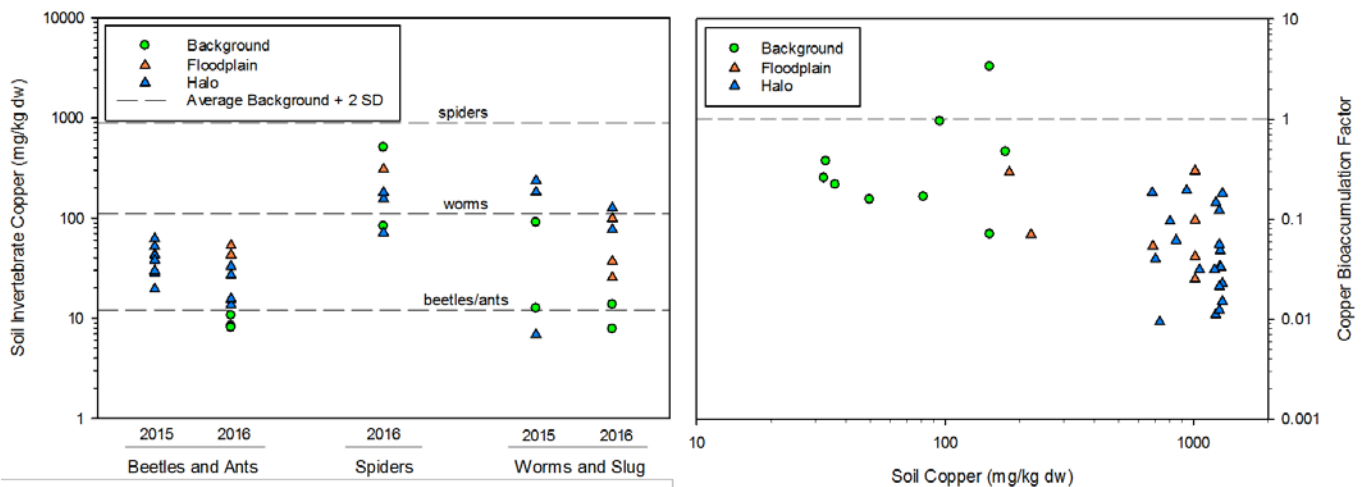 10000
1000
100
10
1
Soil Invertebrate Copper (mg/kg dw)
Background
Floodplain
Halo
Average Background + 2 SD
spiders
worms
beetles/ants
2015 2016 2016 2015 2016
Beetles and Ants Spiders Worms and Slug
Background
Floodplain
Halo
10
1
0.1
0.01
0.001
Copper Bioaccumulation Factor
10 100 1000
Soil Copper (mg/kg dw)